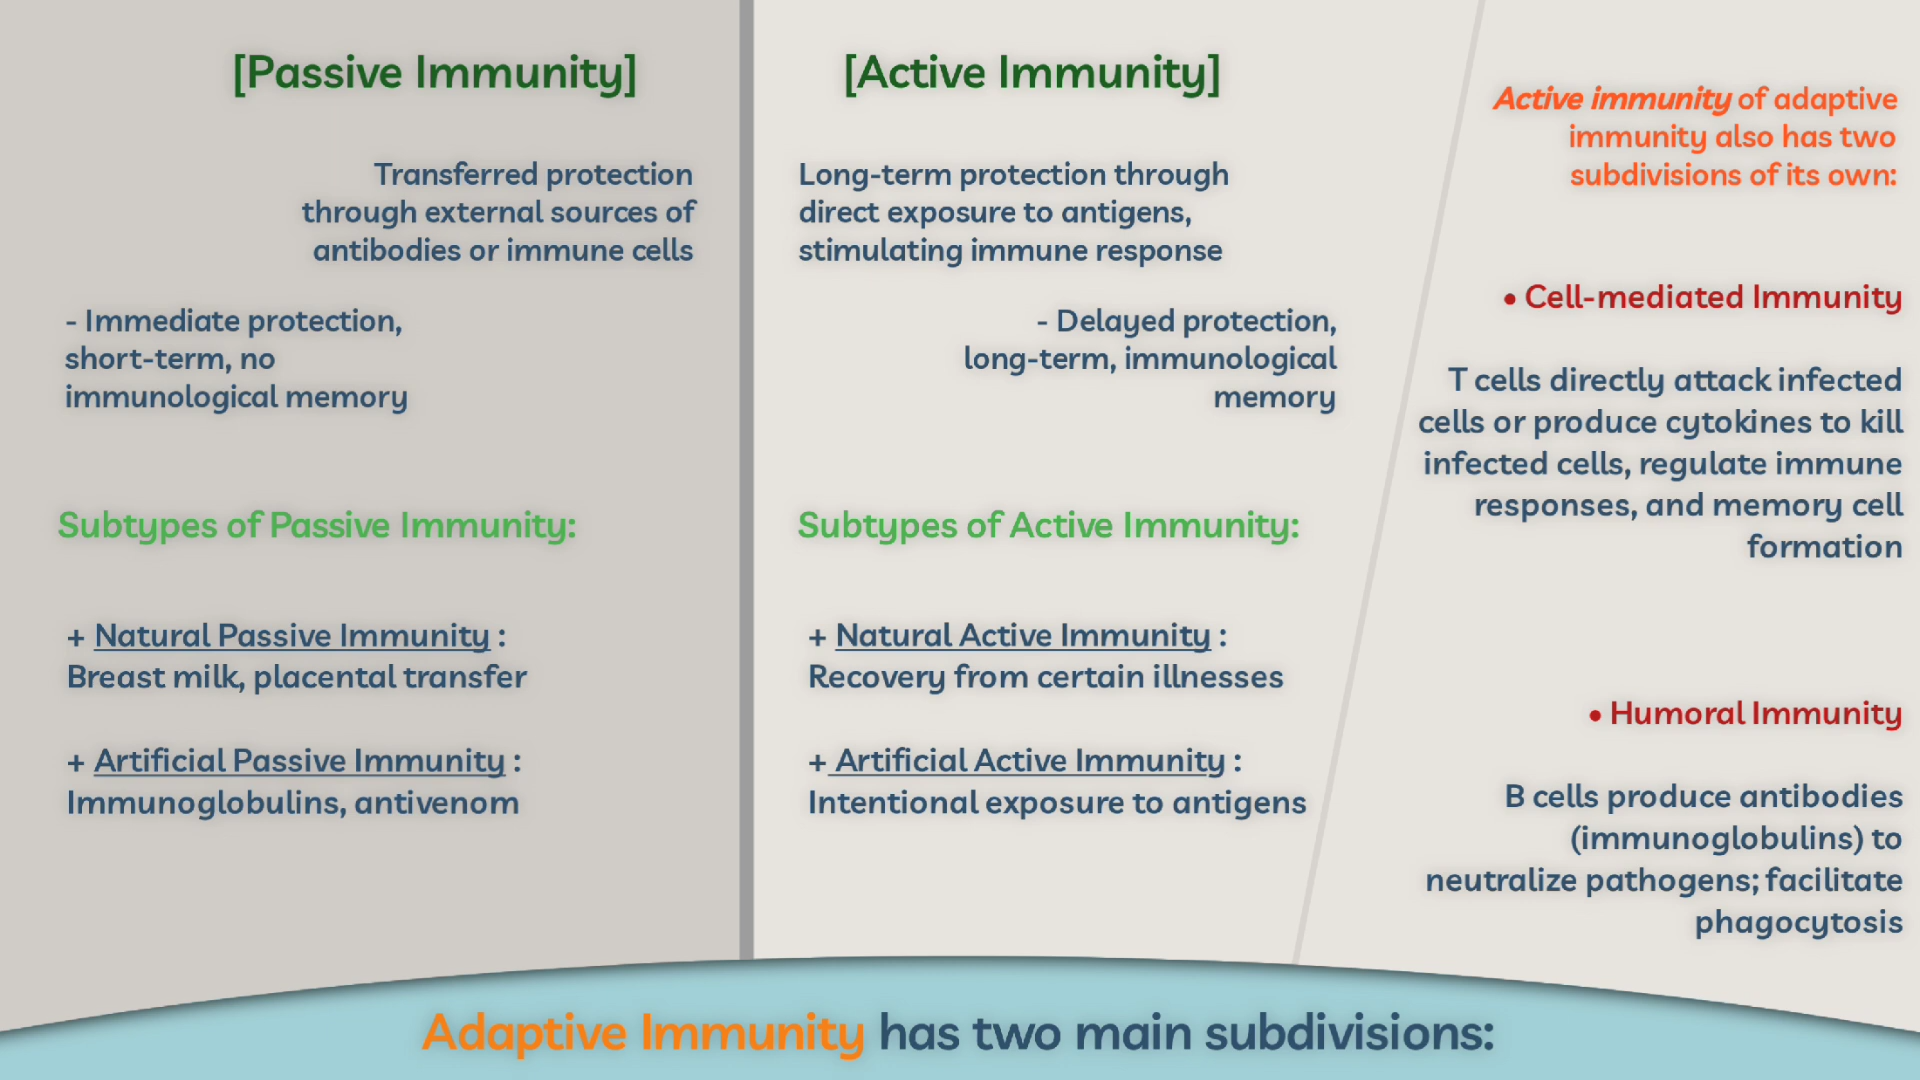 [Passive Immunity]
Transferred protection
through external sources of
antibodies or immune cells
- Immediate protection,
short-term, no
immunological memory
Subtypes of Passive Immunity:
+ Natural Passive Immunity :
Breast milk, placental transfer
+ Artificial Passive Immunity :
Immunoglobulins, antivenom
[Active Immunity]
Long-term protection through
direct exposure to antigens,
stimulating immune response
- Delayed protection,
long-term, immunological
memory
Subtypes of Active Immunity:
+ Natural Active Immunity :
Recovery from certain illnesses
+ Artificial Active Immunity :
Intentional exposure to antigens
Active immunity of adaptive
immunity also has two
subdivisions of its own:
• Cell-mediated Immunity
T cells directly attack infected
cells or produce cytokines to kill
infected cells, regulate immune
responses, and memory cell
formation
• Humoral Immunity
B cells produce antibodies
(immunoglobulins) to
neutralize pathogens; facilitate
phagocytosis
Adaptive Immunity has two main subdivisions: